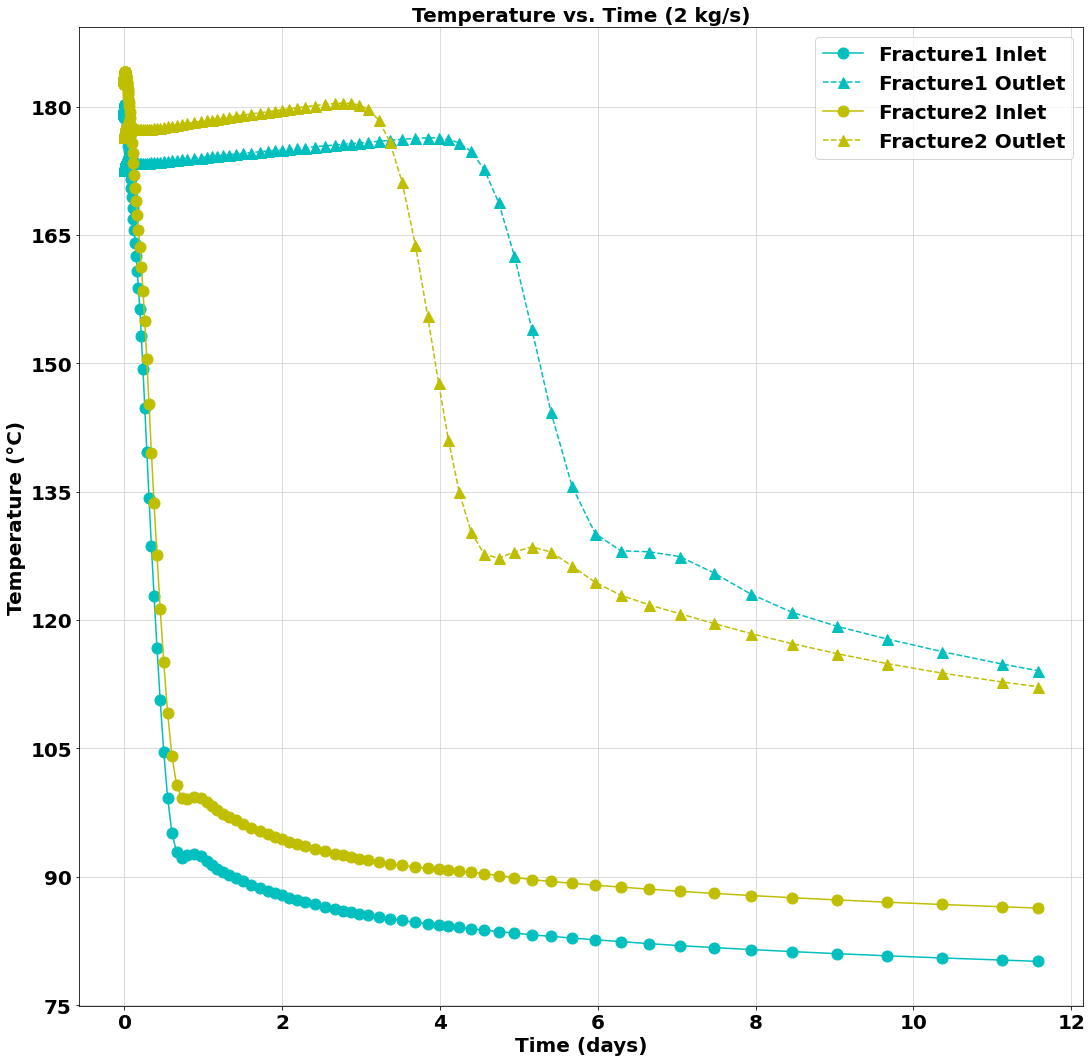 Temperature vs. Time (2 kg/s)
Fracture1 Inlet
Fracture1 Outlet
Fracture2 Inlet
Fracture2 Outlet
Temperature (°C)
180
165
150
135
120
105
90
75
0 2 4 6 8 10 12
Time (days)